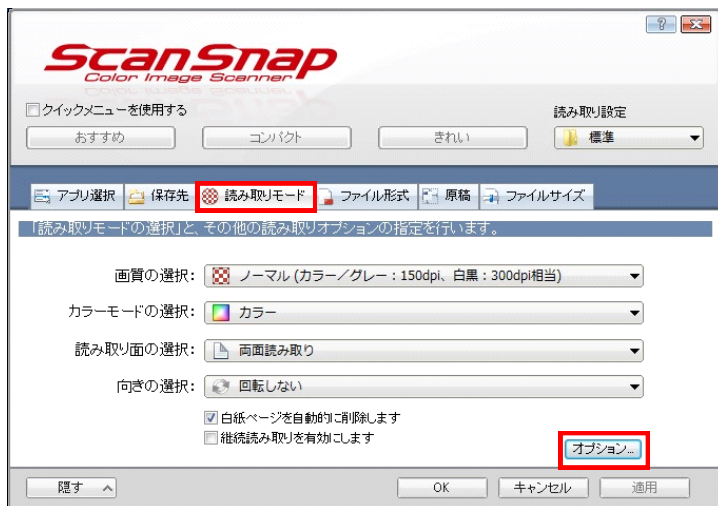 ScanSnap
Color Image Scanner
クイックメニューを使用する
読み取り設定
おすすめ
コンパクト
きれい
標準
アプリ選択
保存先
読み取りモード
ファイル形式
原稿
ファイルサイズ
「読み取りモードの選択」と、その他の読み取りオプションの指定を行います。
画質の選択:
ノーマル (カラー／グレー：150dpi、白黒：300dpi相当)
カラーモードの選択:
カラー
読み取り面の選択:
両面読み取り
向きの選択:
回転しない
白紙ページを自動的に削除します
継続読み取りを有効にします
オプション...
隠す
OK
キャンセル
適用